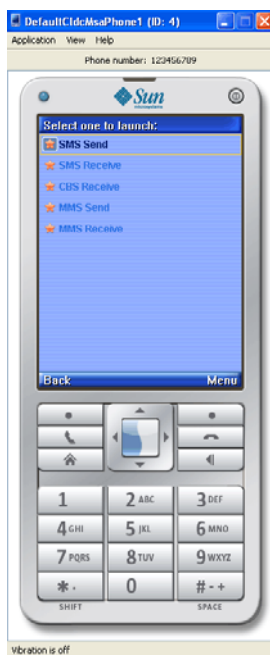 DefaultCldcMsaPhone1 (ID: 4)
Application View Help
Phone number: 123456789
Sun
microsystems
Select one to launch:
SMS Send
SMS Receive
CBS Receive
MMS Send
MMS Receive
Back Menu
1 2 ABC 3 DEF
4 GHI 5 JKL 6 MNO
7 PQRS 8 TUV 9 WXYZ
* . 0 # - +
SHIFT SPACE
Vibration is off